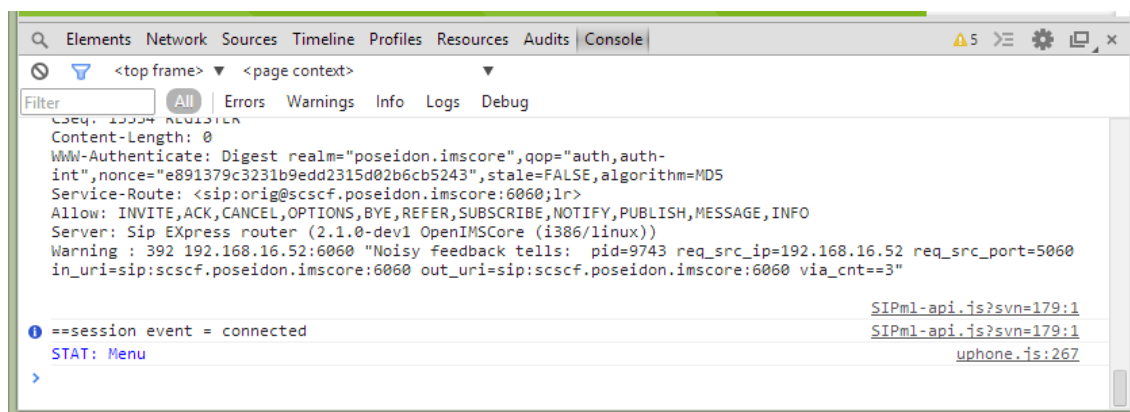 Elements Network Sources Timeline Profiles Resources Audits Console 5
<top frame> ▼ <page context> ▼
Filter All Errors Warnings Info Logs Debug
CSeq: 15554 REGISTER
Content-Length: 0
WWW-Authenticate: Digest realm="poseidon.imscore",qop="auth,auth-
int",nonce="e891379c3231b9edd2315d02b6cb5243",stale=FALSE,algorithm=MD5
Service-Route: <sip:orig@scscf.poseidon.imscore:6060;lr>
Allow: INVITE,ACK,CANCEL,OPTIONS,BYE,REFER,SUBSCRIBE,NOTIFY,PUBLISH,MESSAGE,INFO
Server: Sip EXpress router (2.1.0-dev1 OpenIMSCore (i386/linux))
Warning : 392 192.168.16.52:6060 "Noisy feedback tells:  pid=9743 req_src_ip=192.168.16.52 req_src_port=5060
in_uri=sip:scscf.poseidon.imscore:6060 out_uri=sip:scscf.poseidon.imscore:6060 via_cnt==3"
SIPml-api.js?svn=179:1
==session event = connected SIPml-api.js?svn=179:1
STAT: Menu uphone.js:267
>